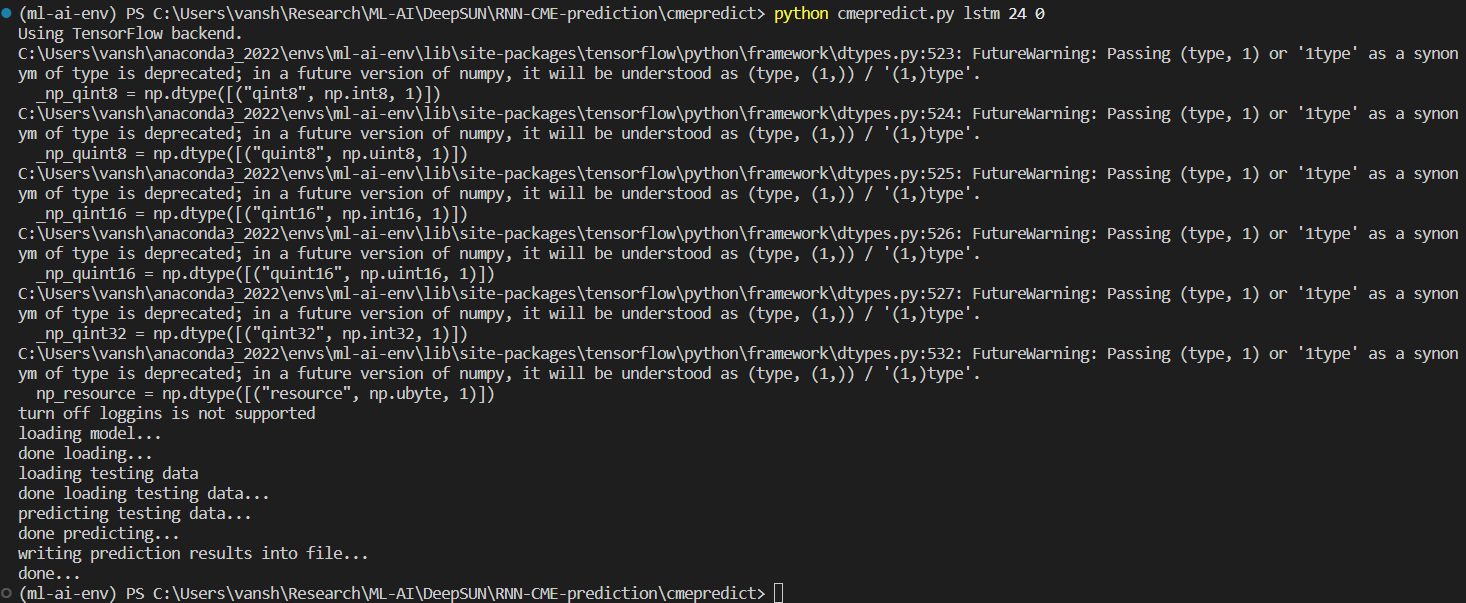 (ml-ai-env) PS C:\Users\vansh\Research\ML-AI\DeepSUN\RNN-CME-prediction\cmepredict> python cmepredict.py lstm 24 0
Using TensorFlow backend.
C:\Users\vansh\anaconda3_2022\envs\ml-ai-env\lib\site-packages\tensorflow\python\framework\dtypes.py:523: FutureWarning: Passing (type, 1) or '1type' as a synon
ym of type is deprecated; in a future version of numpy, it will be understood as (type, (1,)) / '(1,)type'.
  _np_qint8 = np.dtype([("qint8", np.int8, 1)])
C:\Users\vansh\anaconda3_2022\envs\ml-ai-env\lib\site-packages\tensorflow\python\framework\dtypes.py:524: FutureWarning: Passing (type, 1) or '1type' as a synon
ym of type is deprecated; in a future version of numpy, it will be understood as (type, (1,)) / '(1,)type'.
  _np_quint8 = np.dtype([("quint8", np.uint8, 1)])
C:\Users\vansh\anaconda3_2022\envs\ml-ai-env\lib\site-packages\tensorflow\python\framework\dtypes.py:525: FutureWarning: Passing (type, 1) or '1type' as a synon
ym of type is deprecated; in a future version of numpy, it will be understood as (type, (1,)) / '(1,)type'.
  _np_qint16 = np.dtype([("qint16", np.int16, 1)])
C:\Users\vansh\anaconda3_2022\envs\ml-ai-env\lib\site-packages\tensorflow\python\framework\dtypes.py:526: FutureWarning: Passing (type, 1) or '1type' as a synon
ym of type is deprecated; in a future version of numpy, it will be understood as (type, (1,)) / '(1,)type'.
  _np_quint16 = np.dtype([("quint16", np.uint16, 1)])
C:\Users\vansh\anaconda3_2022\envs\ml-ai-env\lib\site-packages\tensorflow\python\framework\dtypes.py:527: FutureWarning: Passing (type, 1) or '1type' as a synon
ym of type is deprecated; in a future version of numpy, it will be understood as (type, (1,)) / '(1,)type'.
  _np_qint32 = np.dtype([("qint32", np.int32, 1)])
C:\Users\vansh\anaconda3_2022\envs\ml-ai-env\lib\site-packages\tensorflow\python\framework\dtypes.py:532: FutureWarning: Passing (type, 1) or '1type' as a synon
ym of type is deprecated; in a future version of numpy, it will be understood as (type, (1,)) / '(1,)type'.
  np_resource = np.dtype([("resource", np.ubyte, 1)])
turn off loggins is not supported
loading model...
done loading...
loading testing data
done loading testing data...
predicting testing data...
done predicting...
writing prediction results into file...
done...
(ml-ai-env) PS C:\Users\vansh\Research\ML-AI\DeepSUN\RNN-CME-prediction\cmepredict>